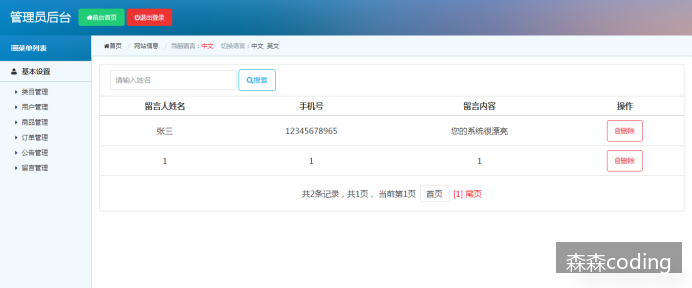 管理员后台 前台首页 退出登录
菜单列表 首页 / 网站信息 / 当前语言：中文 切换语言：中文 英文
基本设置
类目管理
用户管理
商品管理
订单管理
公告管理
留言管理
请输入姓名 搜索
留言人姓名 手机号 留言内容 操作
张三 12345678965 您的系统很漂亮 删除
1 1 1 删除
共2条记录，共1页， 当前第1页 首页 [1] 尾页
森森coding